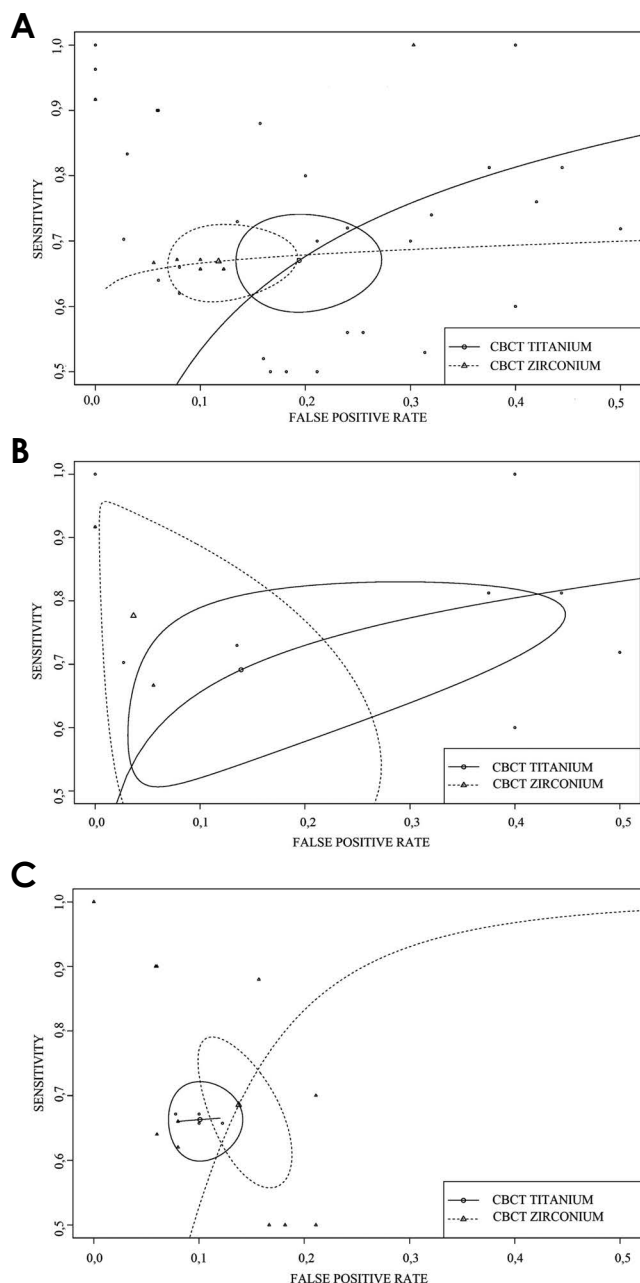 A
1,0
0,9
0,8
0,7
0,6
0,5
SENSITIVITY
0,0 0,1 0,2 0,3 0,4 0,5
FALSE POSITIVE RATE
CBCT TITANIUM
CBCT ZIRCONIUM
B
1,0
0,9
0,8
0,7
0,6
0,5
SENSITIVITY
0,0 0,1 0,2 0,3 0,4 0,5
FALSE POSITIVE RATE
CBCT TITANIUM
CBCT ZIRCONIUM
C
1,0
0,9
0,8
0,7
0,6
0,5
SENSITIVITY
0,0 0,1 0,2 0,3 0,4 0,5
FALSE POSITIVE RATE
CBCT TITANIUM
CBCT ZIRCONIUM